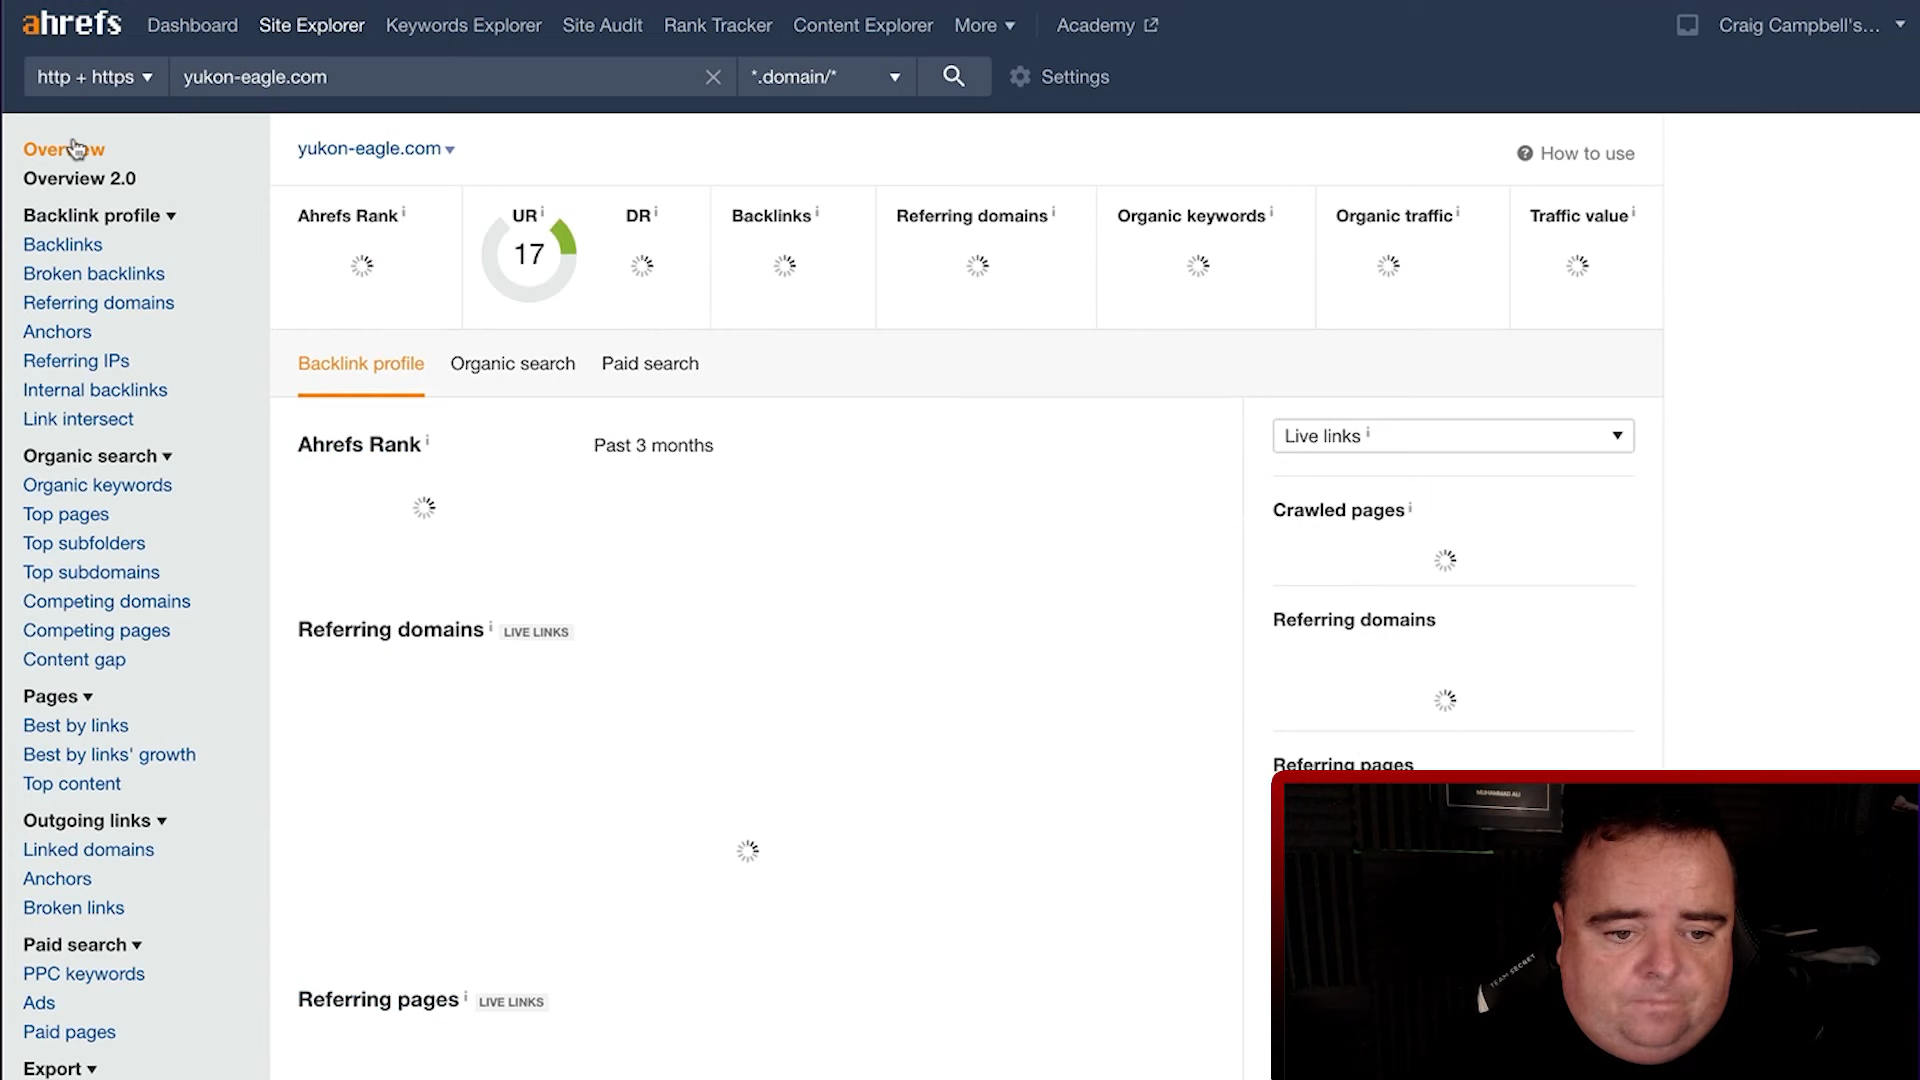 ahrefs Dashboard Site Explorer Keywords Explorer Site Audit Rank Tracker Content Explorer More Academy Craig Campbell's...
http + https yukon-eagle.com *.domain/* Settings
Overview
Overview 2.0
Backlink profile
Backlinks
Broken backlinks
Referring domains
Anchors
Referring IPs
Internal backlinks
Link intersect
Organic search
Organic keywords
Top pages
Top subfolders
Top subdomains
Competing domains
Competing pages
Content gap
Pages
Best by links
Best by links' growth
Top content
Outgoing links
Linked domains
Anchors
Broken links
Paid search
PPC keywords
Ads
Paid pages
Export
yukon-eagle.com How to use
Ahrefs Rank UR DR Backlinks Referring domains Organic keywords Organic traffic Traffic value
17
Backlink profile Organic search Paid search
Ahrefs Rank Past 3 months
Referring domains LIVE LINKS
Referring pages LIVE LINKS
Live links
Crawled pages
Referring domains
Referring pages
MUHAMMAD ALI
TEAM SECRET